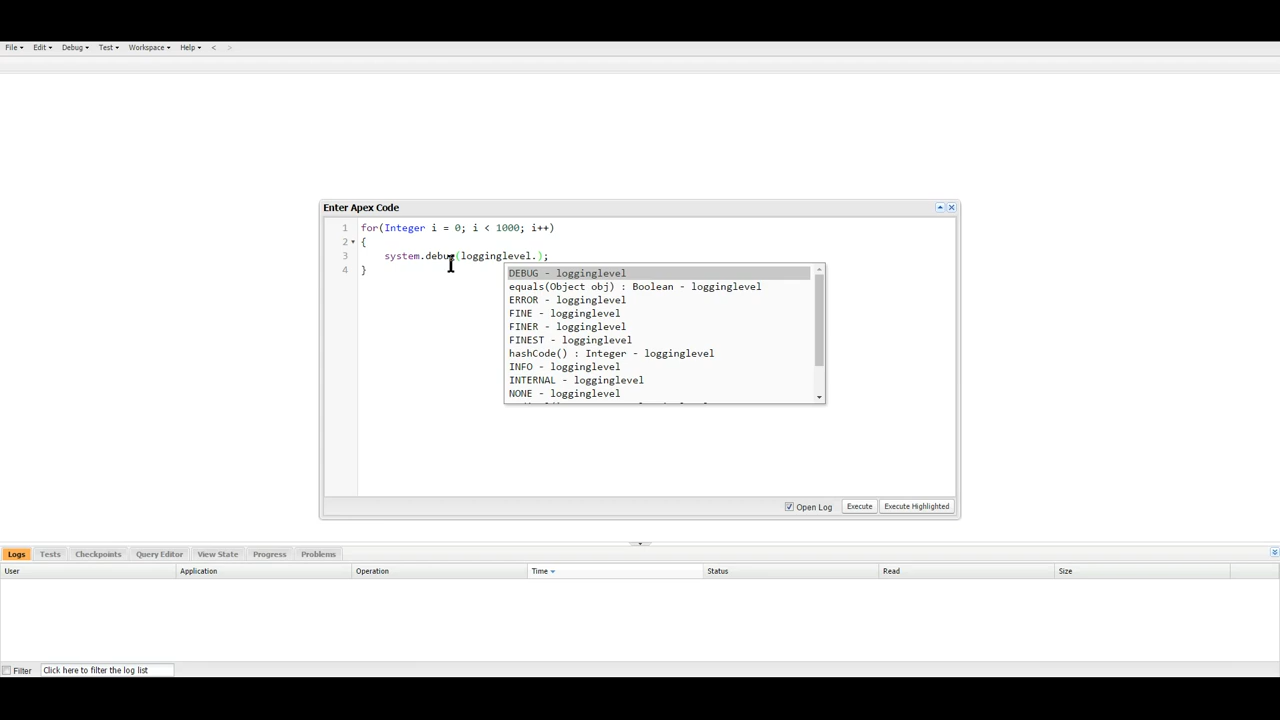 File Edit Debug Test Workspace Help < >
Enter Apex Code
1 for(Integer i = 0; i < 1000; i++)
2 {
3 system.debug(logginglevel.);
4 }
DEBUG - logginglevel
equals(Object obj) : Boolean - logginglevel
ERROR - logginglevel
FINE - logginglevel
FINER - logginglevel
FINEST - logginglevel
hashCode() : Integer - logginglevel
INFO - logginglevel
INTERNAL - logginglevel
NONE - logginglevel
Open Log Execute Execute Highlighted
Logs Tests Checkpoints Query Editor View State Progress Problems
User Application Operation Time Status Read Size
Filter Click here to filter the log list